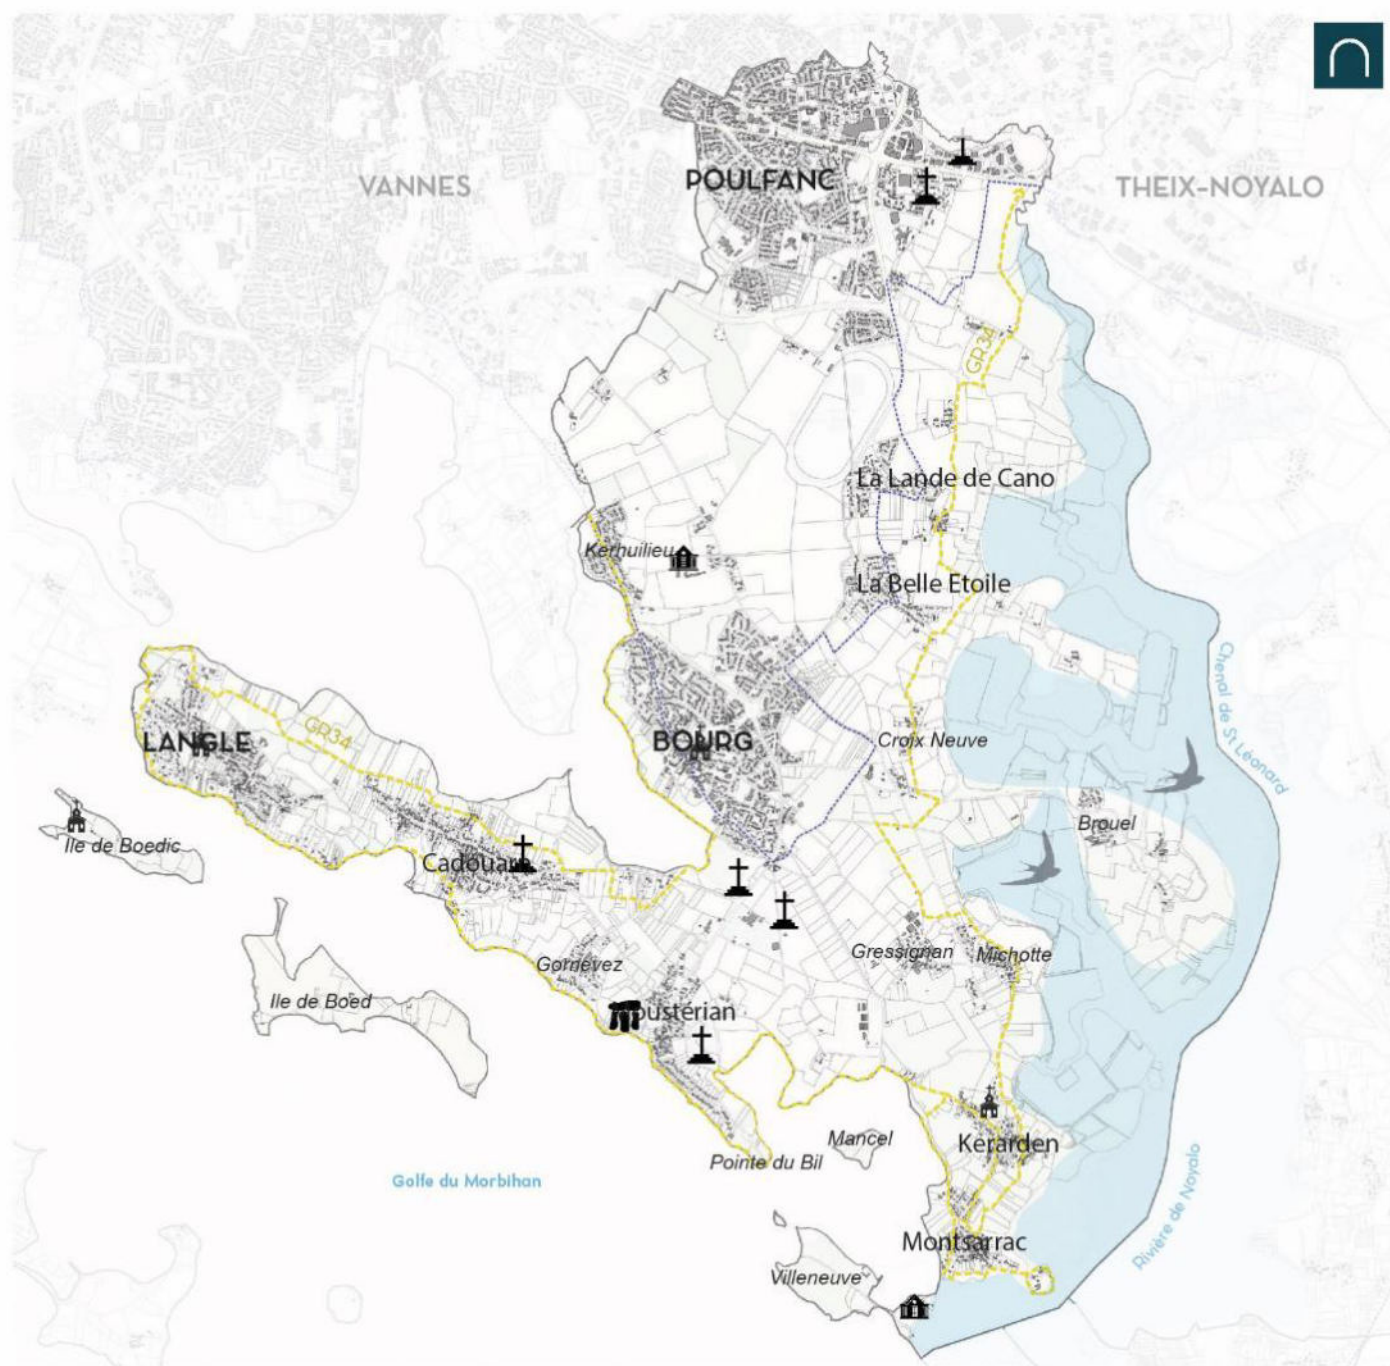 POULFANC
VANNES
THEIX-NOYALO
GR34
La Lande de Cano
Kerhuilieu
La Belle Etoile
Chenal de St Léonard
GR34
LANGLE
BOURG
Croix Neuve
Brouel
Ile de Boedic
Cadouarn
Gressignan
Michotte
Gornevez
Ile de Boed
Moustérian
Mancel
Kerarden
Pointe du Bil
Golfe du Morbihan
Rivière de Noyalo
Montsarrac
Villeneuve